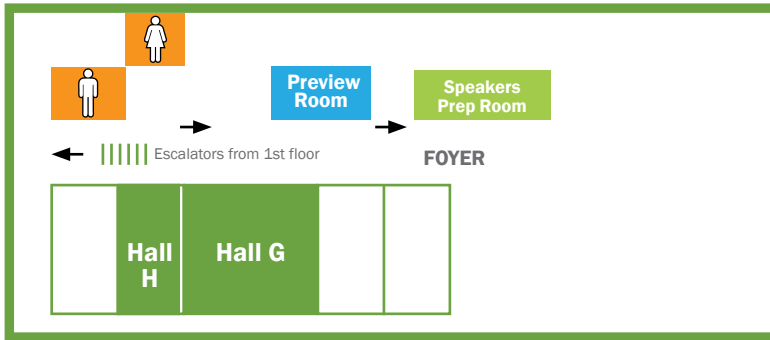 Preview
Room
Speakers
Prep Room
Escalators from 1st floor
FOYER
Hall
H
Hall G